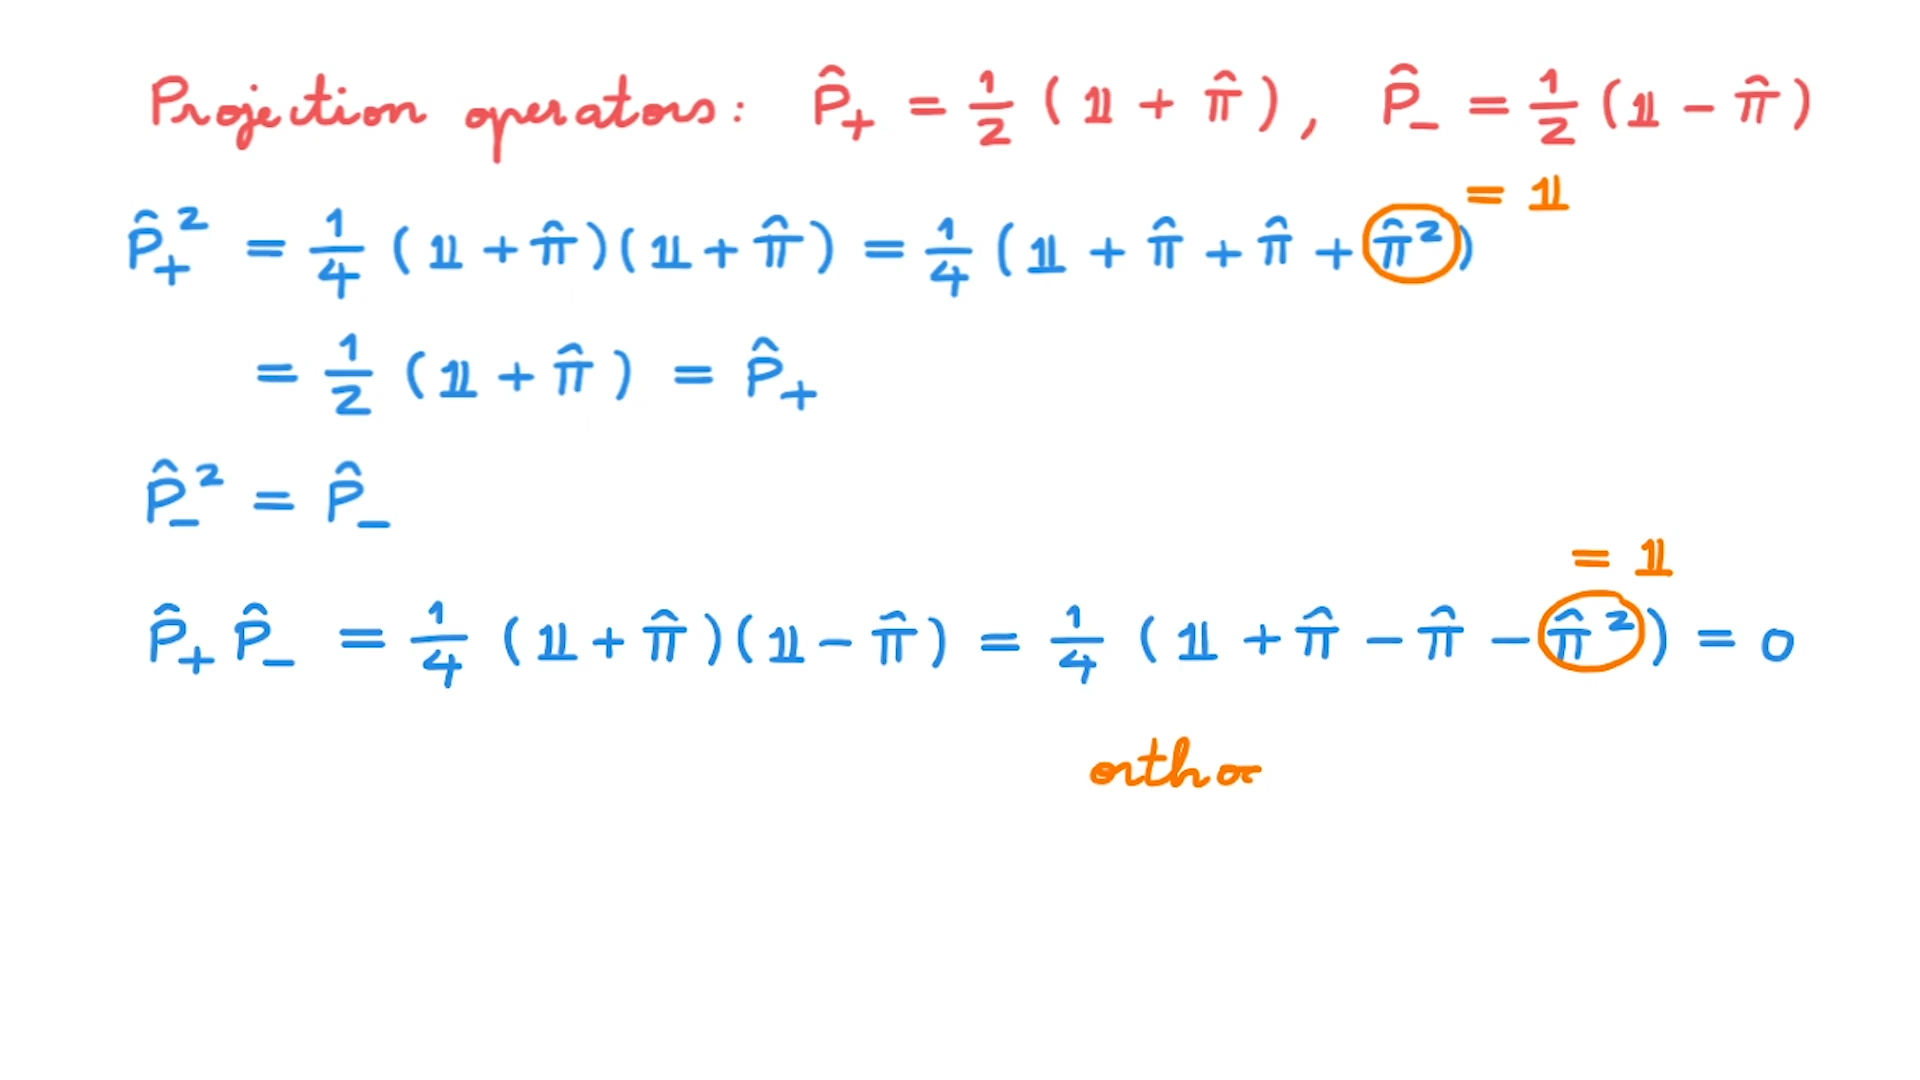 Projection operators: P̂₊ = 1/2 (𝟙 + π̂), P̂₋ = 1/2 (𝟙 − π̂)
= 𝟙
P̂₊² = 1/4 (𝟙 + π̂)(𝟙 + π̂) = 1/4 (𝟙 + π̂ + π̂ + π̂²)
= 1/2 (𝟙 + π̂) = P̂₊
P̂₋² = P̂₋
= 𝟙
P̂₊ P̂₋ = 1/4 (𝟙 + π̂)(𝟙 − π̂) = 1/4 (𝟙 + π̂ − π̂ − π̂²) = 0
ortho